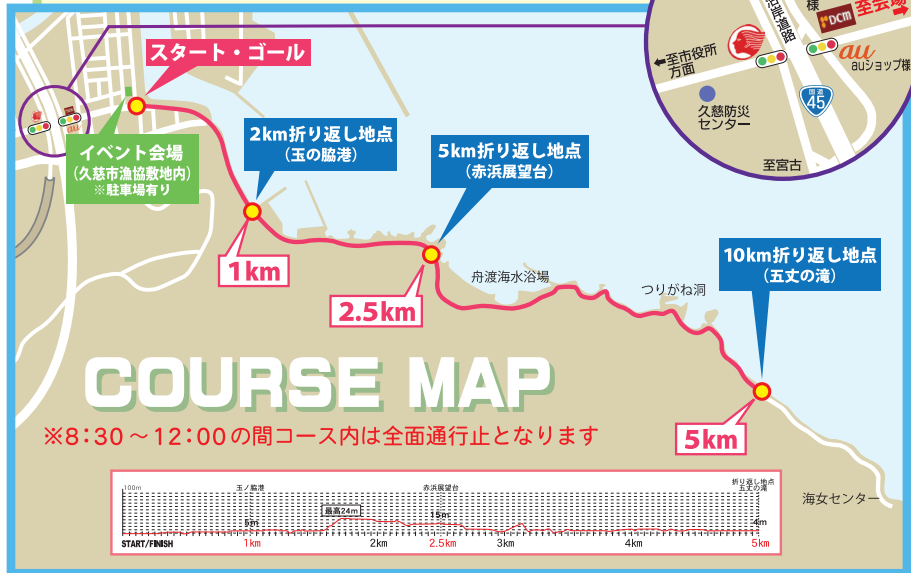 スタート・ゴール
イベント会場
(久慈市漁協敷地内)
※駐車場有り
au
2km折り返し地点
(玉の脇港)
5km折り返し地点
(赤浜展望台)
10km折り返し地点
(五丈の滝)
沿岸道路
様
DCM
至会場
au
auショップ様
←至市役所
方面
国道
45
久慈防災
センター
至宮古
1km
2.5km
5km
舟渡海水浴場
つりがね洞
海女センター
COURSE MAP
※8:30～12:00の間コース内は全面通行止となります
100m
玉ノ脇港
赤浜展望台
折り返し地点
五丈の滝
最高24m
5m
15m
4m
START/FINISH
1km
2km
2.5km
3km
4km
5km